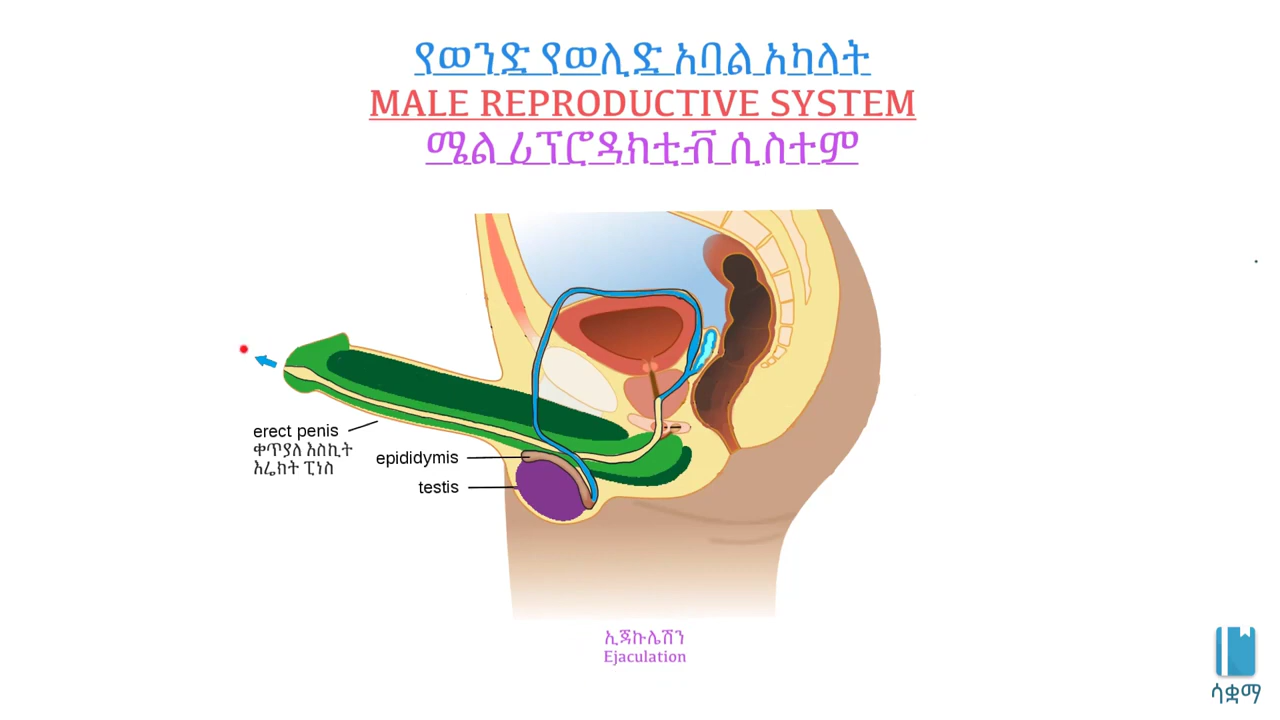 የወንድ የወሊድ አባል አካላት
MALE REPRODUCTIVE SYSTEM
ሜል ሪፕሮዳክቲቭ ሲስተም
erect penis
ቀጥያለ እስኪት
እሬክት ፒነስ
epididymis
testis
ኢጃኩሌሽን
Ejaculation
ሳቋማ